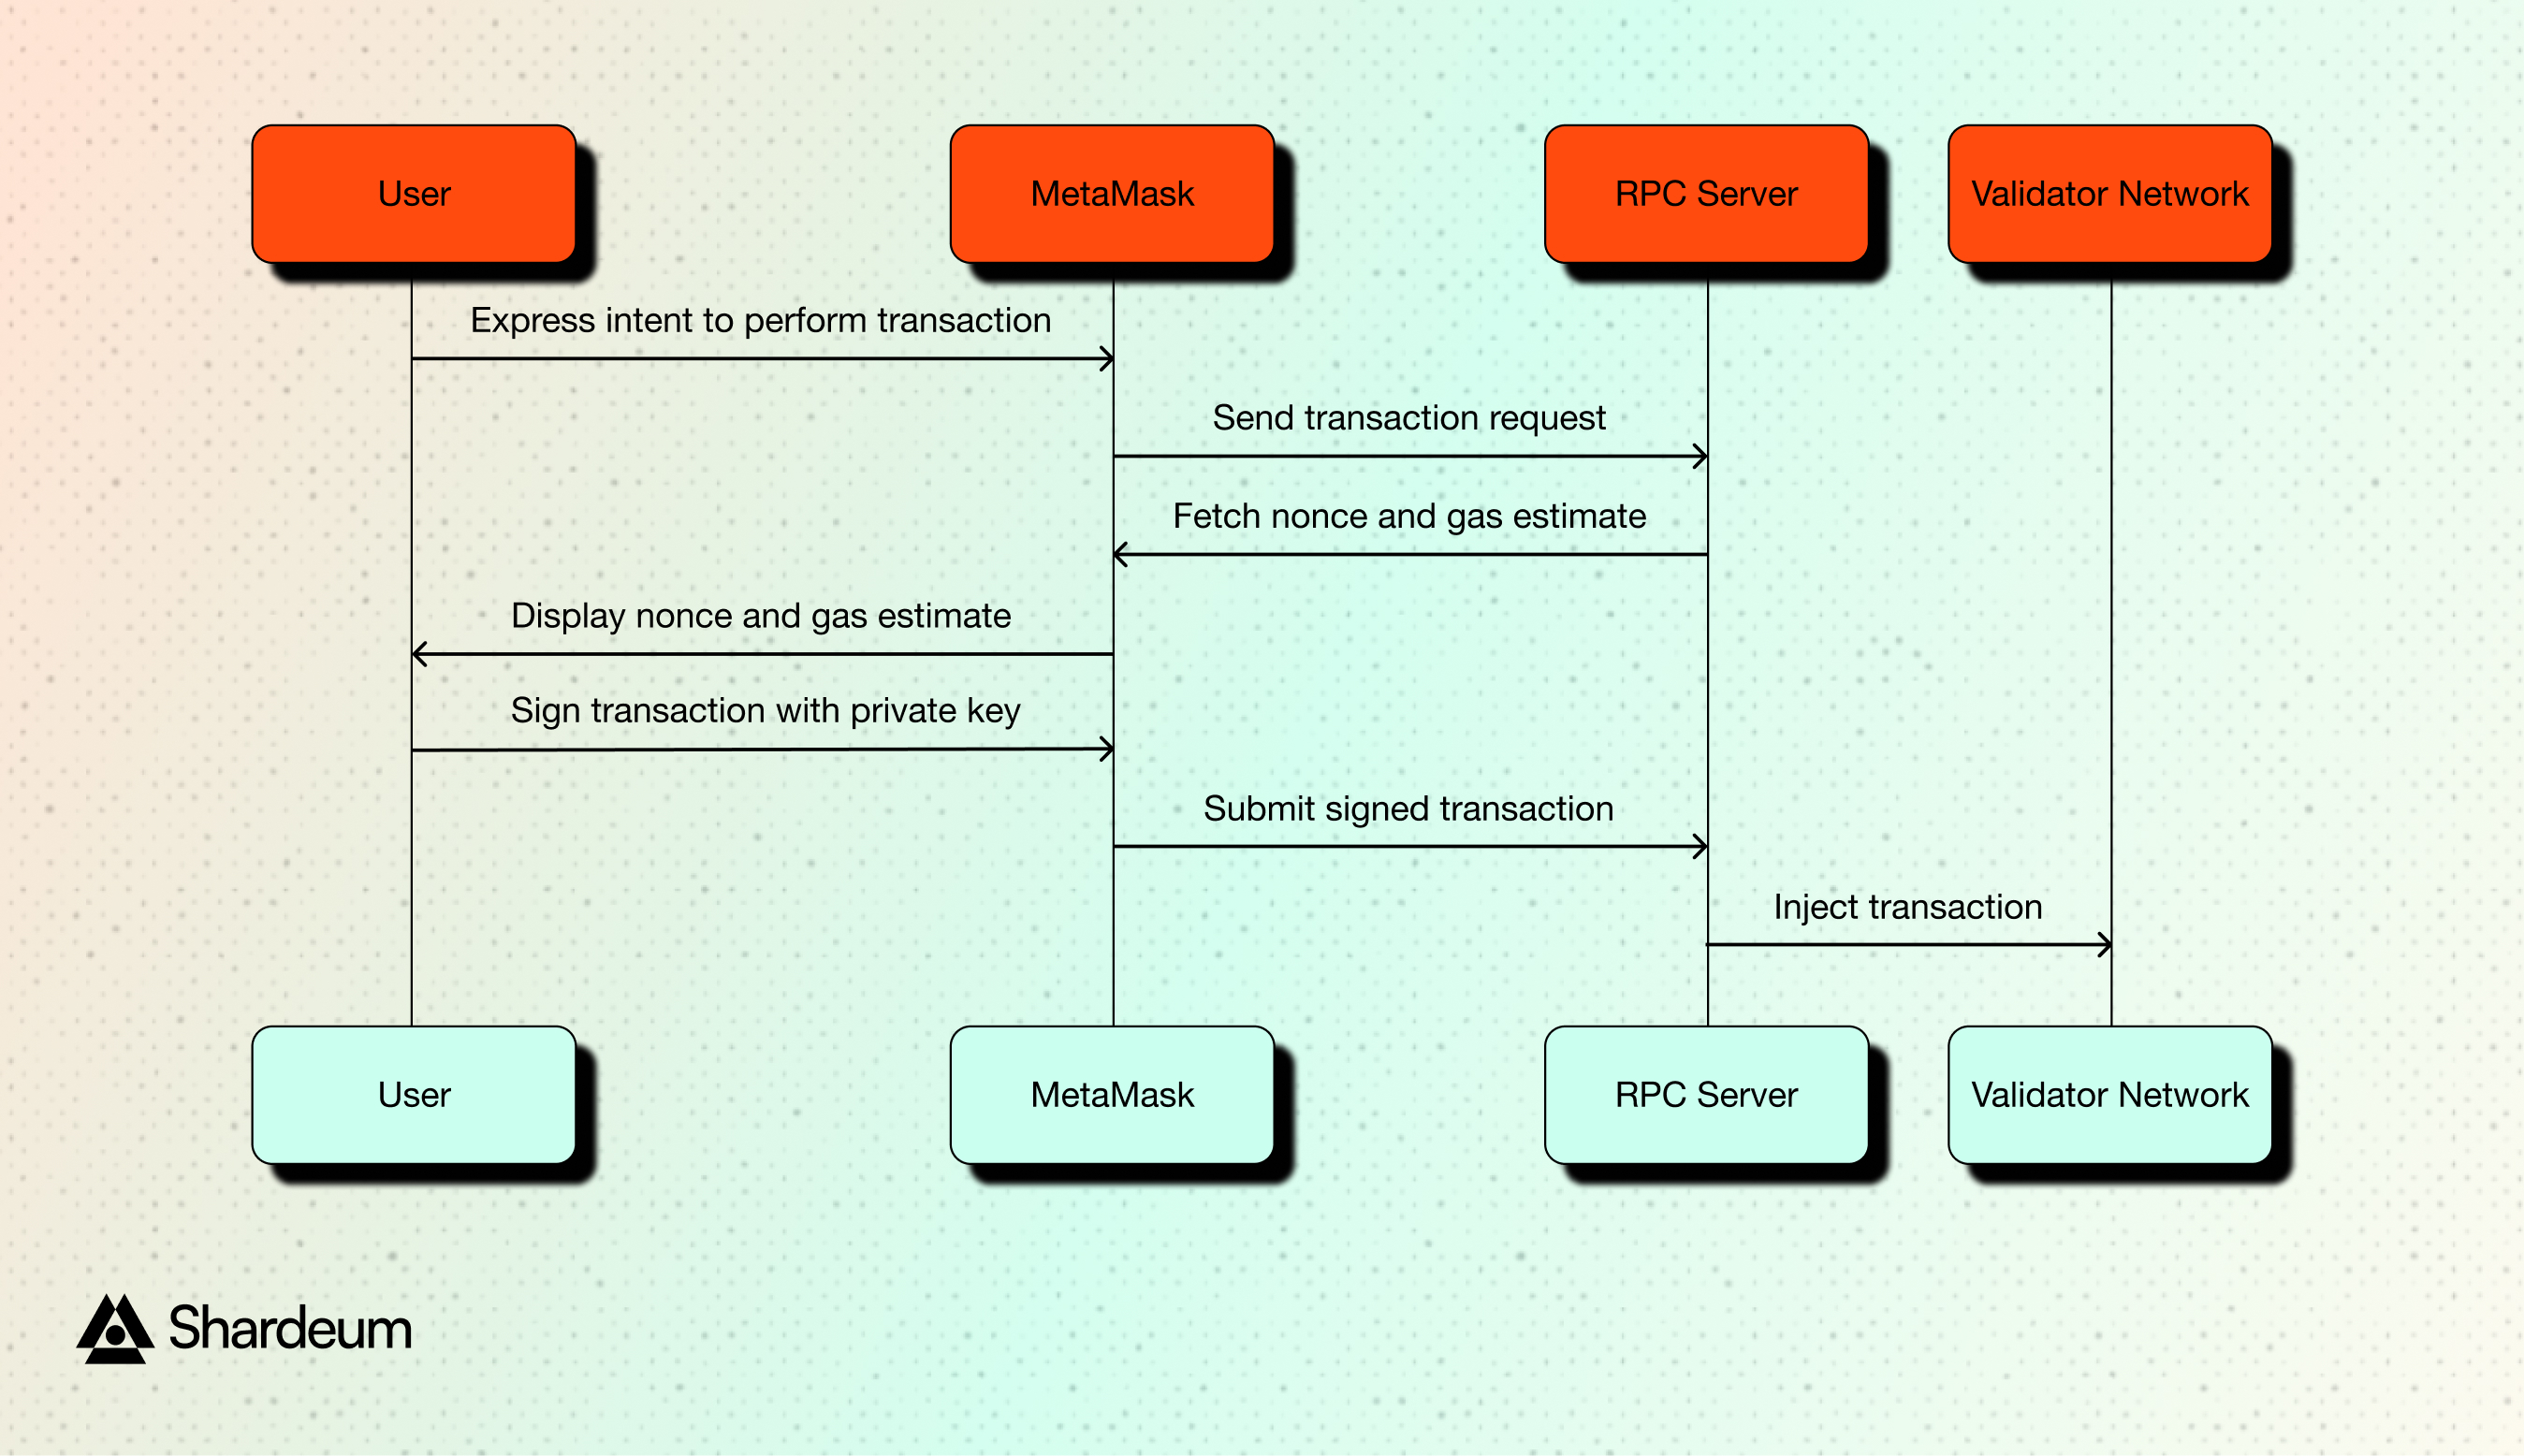 User
MetaMask
RPC Server
Validator Network
Express intent to perform transaction
Send transaction request
Fetch nonce and gas estimate
Display nonce and gas estimate
Sign transaction with private key
Submit signed transaction
Inject transaction
User
MetaMask
RPC Server
Validator Network
Shardeum